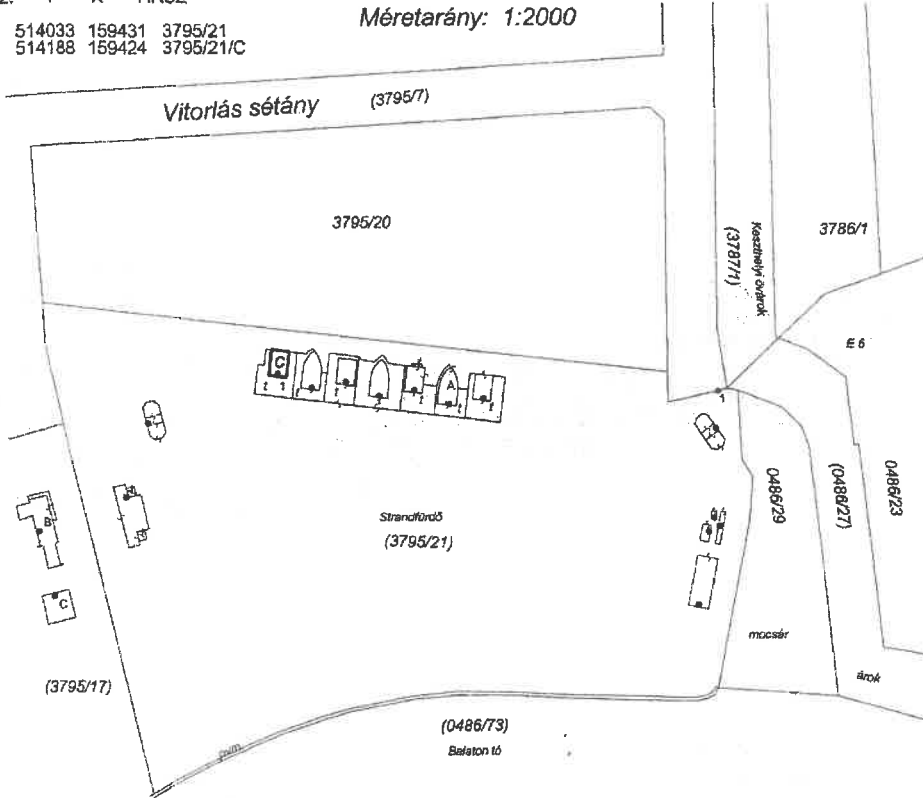 Méretarány: 1:2000
514033 159431 3795/21
514188 159424 3795/21/C
Vitorlás sétány (3795/7)
3795/20
Keszthelyi övárok
(3787/1)
3786/1
E 6
C
A
1
B
C
Strandfürdő
(3795/21)
0486/29
(0486/27)
0486/23
mocsár
árok
(3795/17)
(0486/73)
Balaton tó